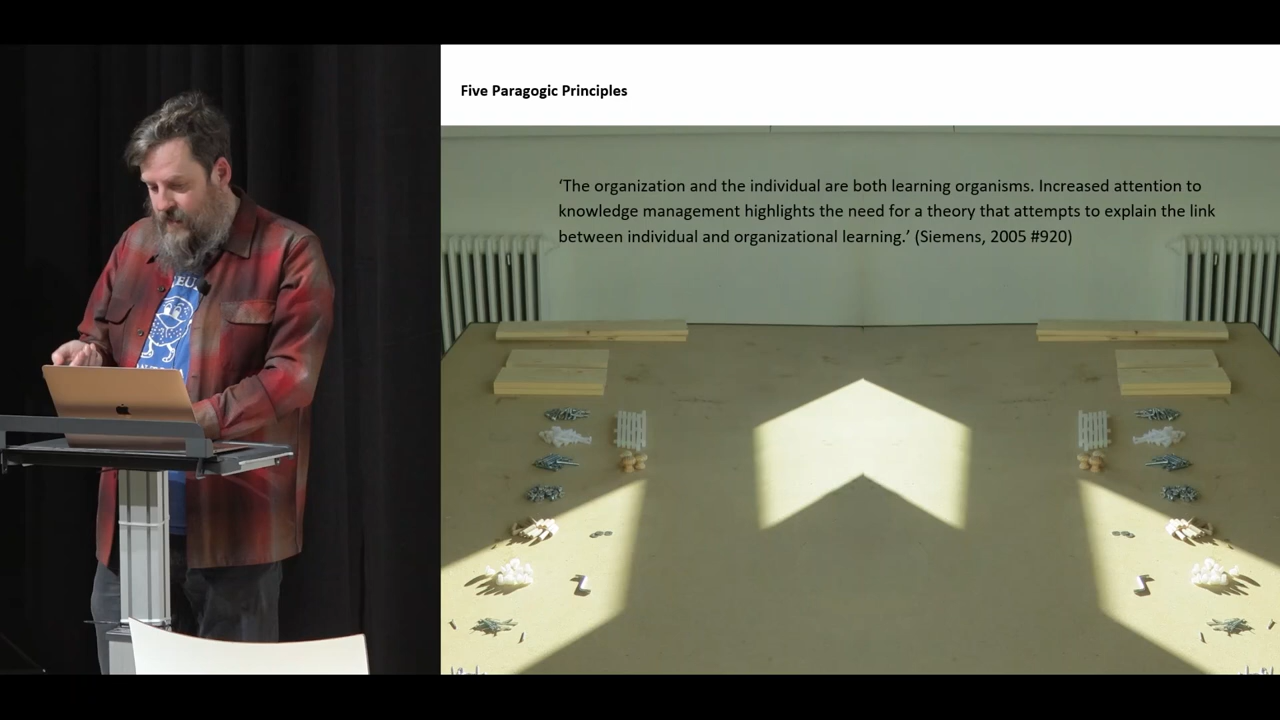 Five Paragogic Principles
‘The organization and the individual are both learning organisms. Increased attention to
knowledge management highlights the need for a theory that attempts to explain the link
between individual and organizational learning.’ (Siemens, 2005 #920)